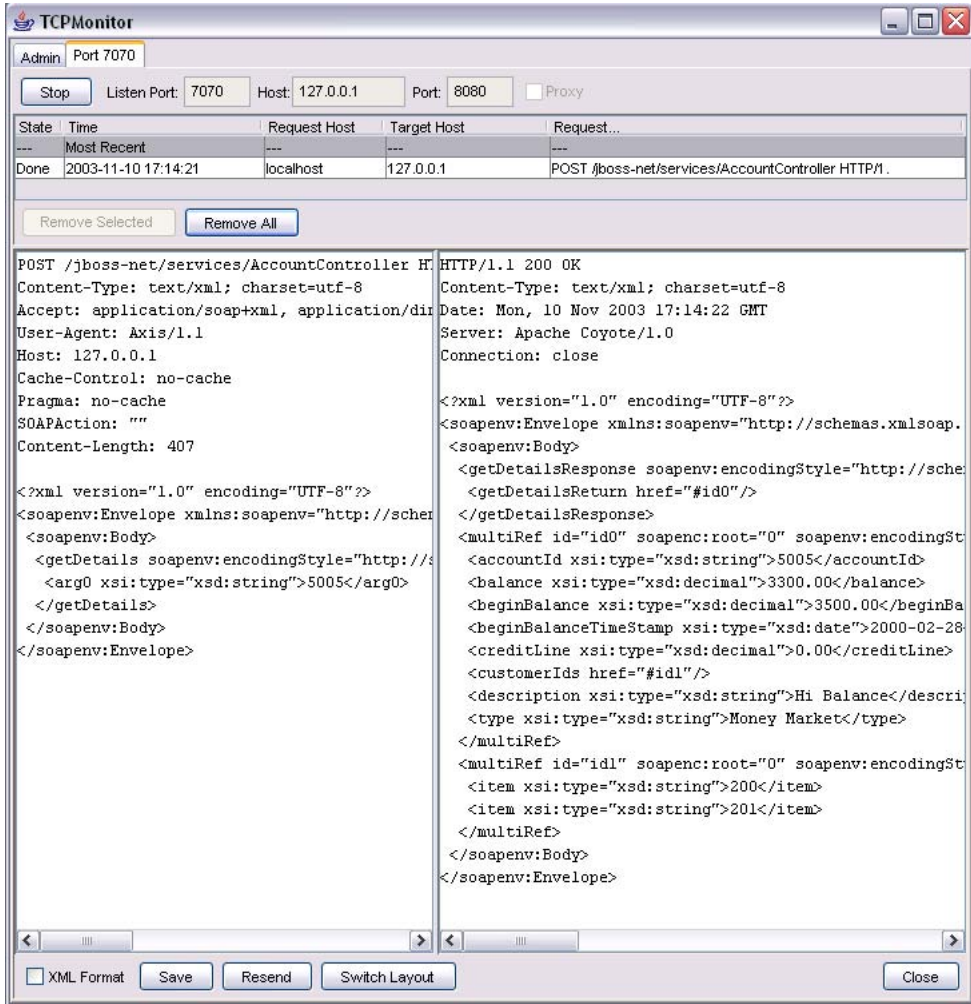 TCPMonitor
Admin Port 7070
Stop Listen Port: 7070 Host: 127.0.0.1 Port: 8080 Proxy
State Time Request Host Target Host Request...
--- Most Recent --- --- ---
Done 2003-11-10 17:14:21 localhost 127.0.0.1 POST /jboss-net/services/AccountController HTTP/1.
Remove Selected Remove All
POST /jboss-net/services/AccountController HT
Content-Type: text/xml; charset=utf-8
Accept: application/soap+xml, application/dim
User-Agent: Axis/1.1
Host: 127.0.0.1
Cache-Control: no-cache
Pragma: no-cache
SOAPAction: ""
Content-Length: 407
<?xml version="1.0" encoding="UTF-8"?>
<soapenv:Envelope xmlns:soapenv="http://schem
<soapenv:Body>
<getDetails soapenv:encodingStyle="http://s
<arg0 xsi:type="xsd:string">5005</arg0>
</getDetails>
</soapenv:Body>
</soapenv:Envelope>
HTTP/1.1 200 OK
Content-Type: text/xml; charset=utf-8
Date: Mon, 10 Nov 2003 17:14:22 GMT
Server: Apache Coyote/1.0
Connection: close
<?xml version="1.0" encoding="UTF-8"?>
<soapenv:Envelope xmlns:soapenv="http://schemas.xmlsoap.
<soapenv:Body>
<getDetailsResponse soapenv:encodingStyle="http://sche
<getDetailsReturn href="#id0"/>
</getDetailsResponse>
<multiRef id="id0" soapenc:root="0" soapenv:encodingSt
<accountId xsi:type="xsd:string">5005</accountId>
<balance xsi:type="xsd:decimal">3300.00</balance>
<beginBalance xsi:type="xsd:decimal">3500.00</beginBa
<beginBalanceTimeStamp xsi:type="xsd:date">2000-02-28
<creditLine xsi:type="xsd:decimal">0.00</creditLine>
<customerIds href="#id1"/>
<description xsi:type="xsd:string">Hi Balance</descri
<type xsi:type="xsd:string">Money Market</type>
</multiRef>
<multiRef id="id1" soapenc:root="0" soapenv:encodingSt
<item xsi:type="xsd:string">200</item>
<item xsi:type="xsd:string">201</item>
</multiRef>
</soapenv:Body>
</soapenv:Envelope>
XML Format Save Resend Switch Layout Close